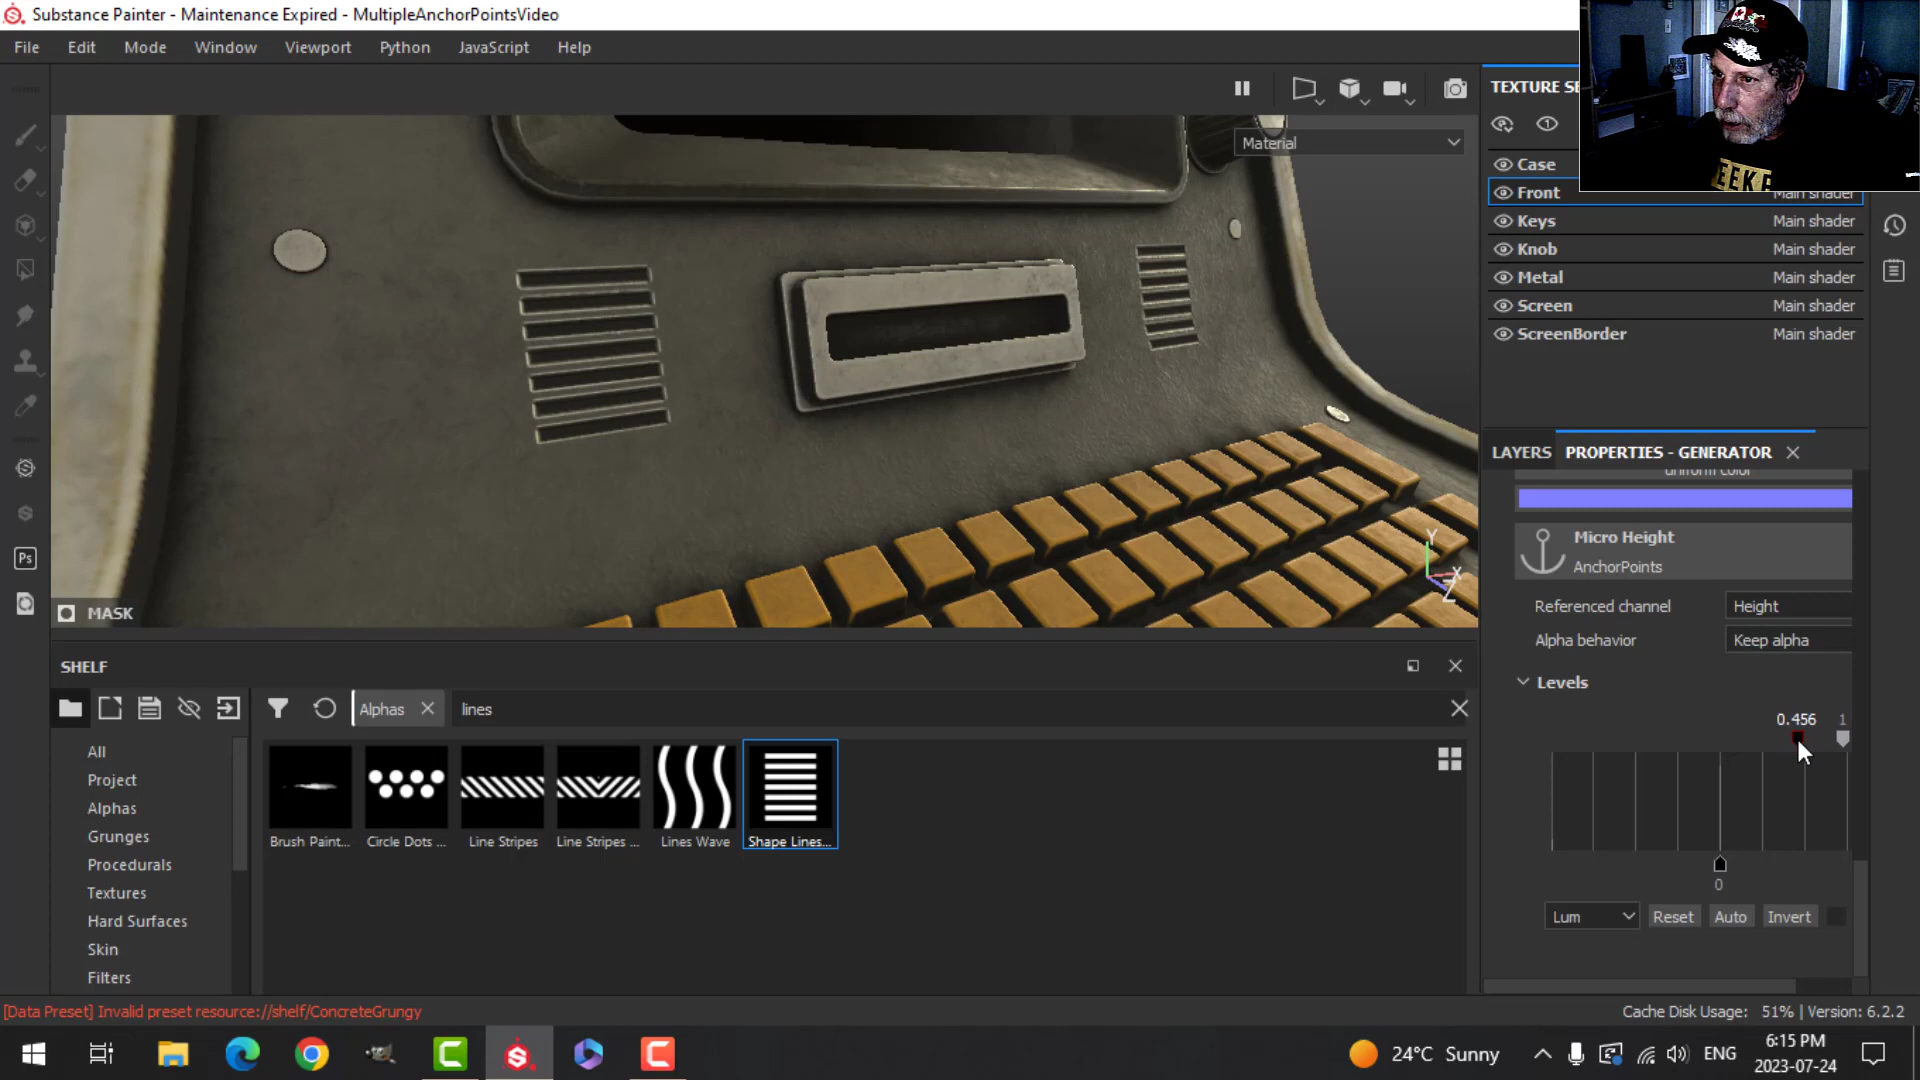 Substance Painter - Maintenance Expired - MultipleAnchorPointsVideo
File Edit Mode Window Viewport Python JavaScript Help
Material
MASK
TEXTURE SE
Case
Front Main shader
Keys Main shader
Knob Main shader
Metal Main shader
Screen Main shader
ScreenBorder Main shader
LAYERS PROPERTIES - GENERATOR
uniform color
Micro Height
AnchorPoints
Referenced channel Height
Alpha behavior Keep alpha
Levels
0.456 1
0
Lum Reset Auto Invert
SHELF
Alphas lines
All
Project
Alphas
Grunges
Procedurals
Textures
Hard Surfaces
Skin
Filters
Brush Paint... Circle Dots ... Line Stripes Line Stripes ... Lines Wave Shape Lines...
[Data Preset] Invalid preset resource://shelf/ConcreteGrungy
Cache Disk Usage: 51% | Version: 6.2.2
24°C Sunny ENG 6:15 PM
2023-07-24
Y
X
Z
Ps